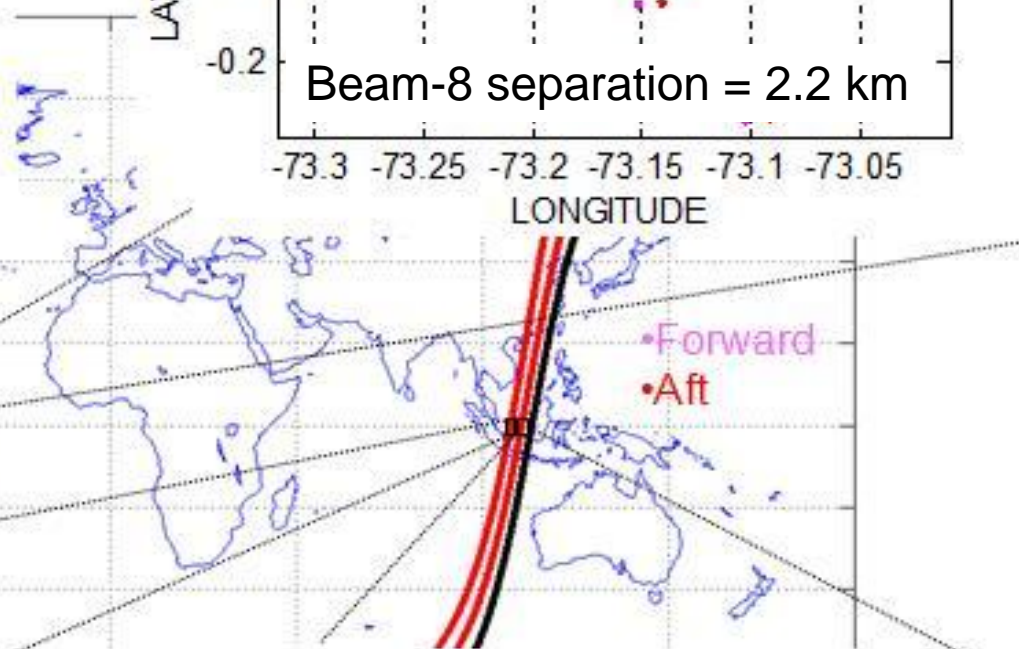 LA
-0.2
Beam-8 separation = 2.2 km
-73.3 -73.25 -73.2 -73.15 -73.1 -73.05
LONGITUDE
Forward
Aft